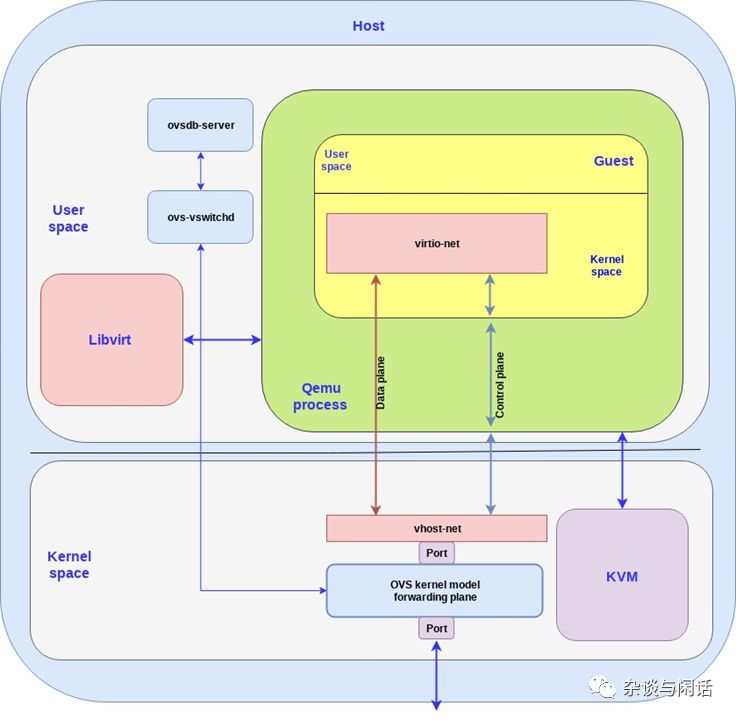 Host
ovsdb-server
User
space
Guest
User
space
ovs-vswitchd
virtio-net
Kernel
space
Libvirt
Data plane
Control plane
Qemu
process
vhost-net
Port
Kernel
space
OVS kernel model
forwarding plane
KVM
Port
杂谈与闲话